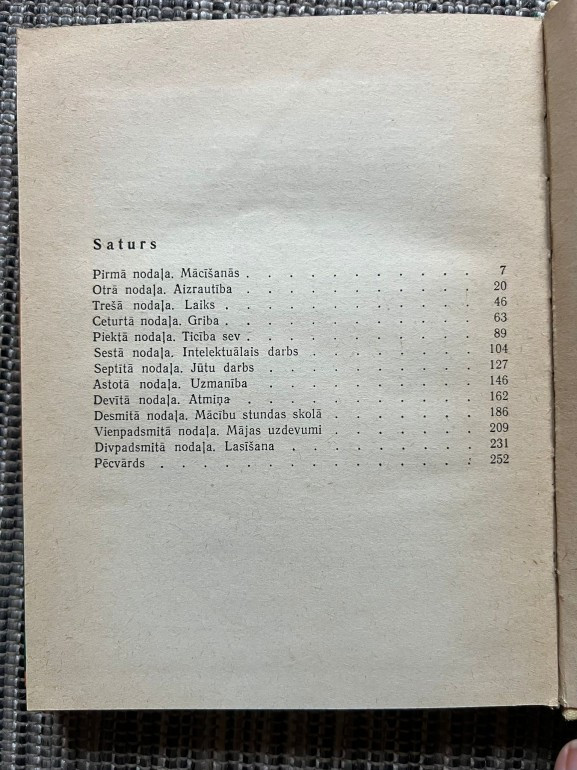 Saturs
Pirmā nodaļa. Mācīšanās . . . . . . . . . . . 7
Otrā nodaļa. Aizrautība . . . . . . . . . . . 20
Trešā nodaļa. Laiks . . . . . . . . . . . . 46
Ceturtā nodaļa. Griba . . . . . . . . . . . . 63
Piektā nodaļa. Ticība sev . . . . . . . . . . 89
Sestā nodaļa. Intelektuālais darbs . . . . . . . . 104
Septītā nodaļa. Jūtu darbs . . . . . . . . . . 127
Astotā nodaļa. Uzmanība . . . . . . . . . . 146
Devītā nodaļa. Atmiņa . . . . . . . . . . . 162
Desmitā nodaļa. Mācību stundas skolā . . . . . . . 186
Vienpadsmitā nodaļa. Mājas uzdevumi . . . . . . . 209
Divpadsmitā nodaļa. Lasīšana . . . . . . . . . 231
Pēcvārds . . . . . . . . . . . . . . . 252